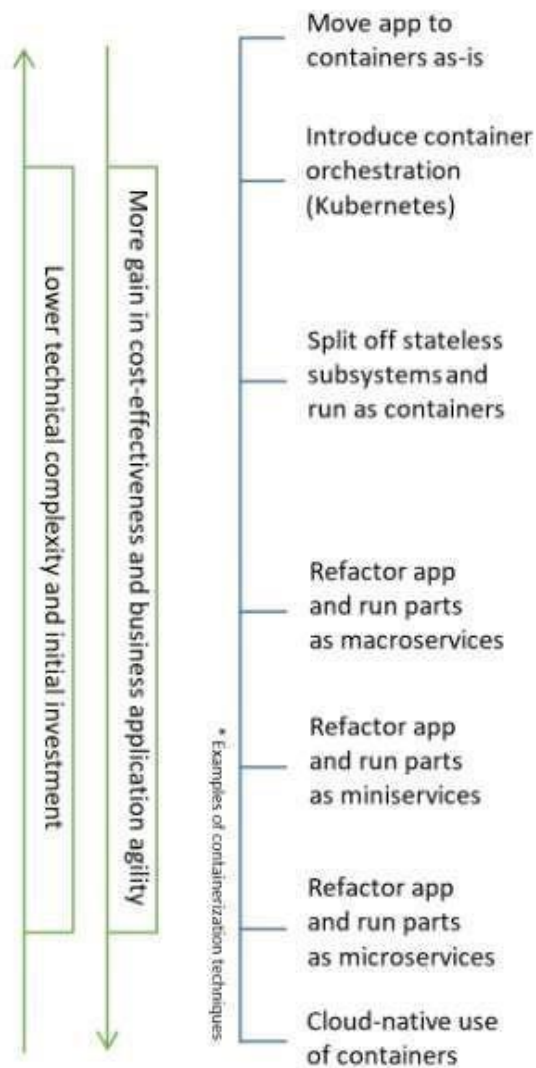 Move app to
containers as-is
Introduce container
orchestration
(Kubernetes)
Split off stateless
subsystems and
run as containers
Refactor app
and run parts
as macroservices
Refactor app
and run parts
as miniservices
Refactor app
and run parts
as microservices
Cloud-native use
of containers
Lower technical complexity and initial investment
More gain in cost-effectiveness and business application agility
* Examples of containerization techniques